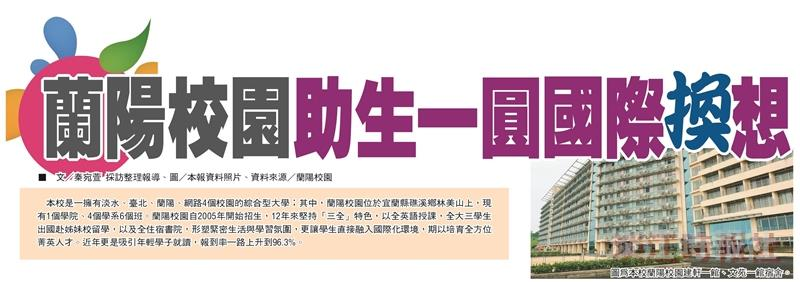 蘭陽校園助生一圓國際換想
■ 文／秦宛萱 採訪整理報導、圖／本報資料照片、資料來源／蘭陽校園
本校是一擁有淡水、臺北、蘭陽、網路4個校園的綜合型大學；其中，蘭陽校園位於宜蘭縣礁溪鄉林美山上，現
有1個學院、4個學系6個班。蘭陽校園自2005年開始招生，12年來堅持「三全」特色，以全英語授課，全大三學生
出國赴姊妹校留學，以及全住宿書院，形塑緊密生活與學習氛圍，更讓學生直接融入國際化環境，期以培育全方位
菁英人才。近年更是吸引年輕學子就讀，報到率一路上升到96.3%。
圖為本校蘭陽校園建軒一館、文苑一館宿舍。